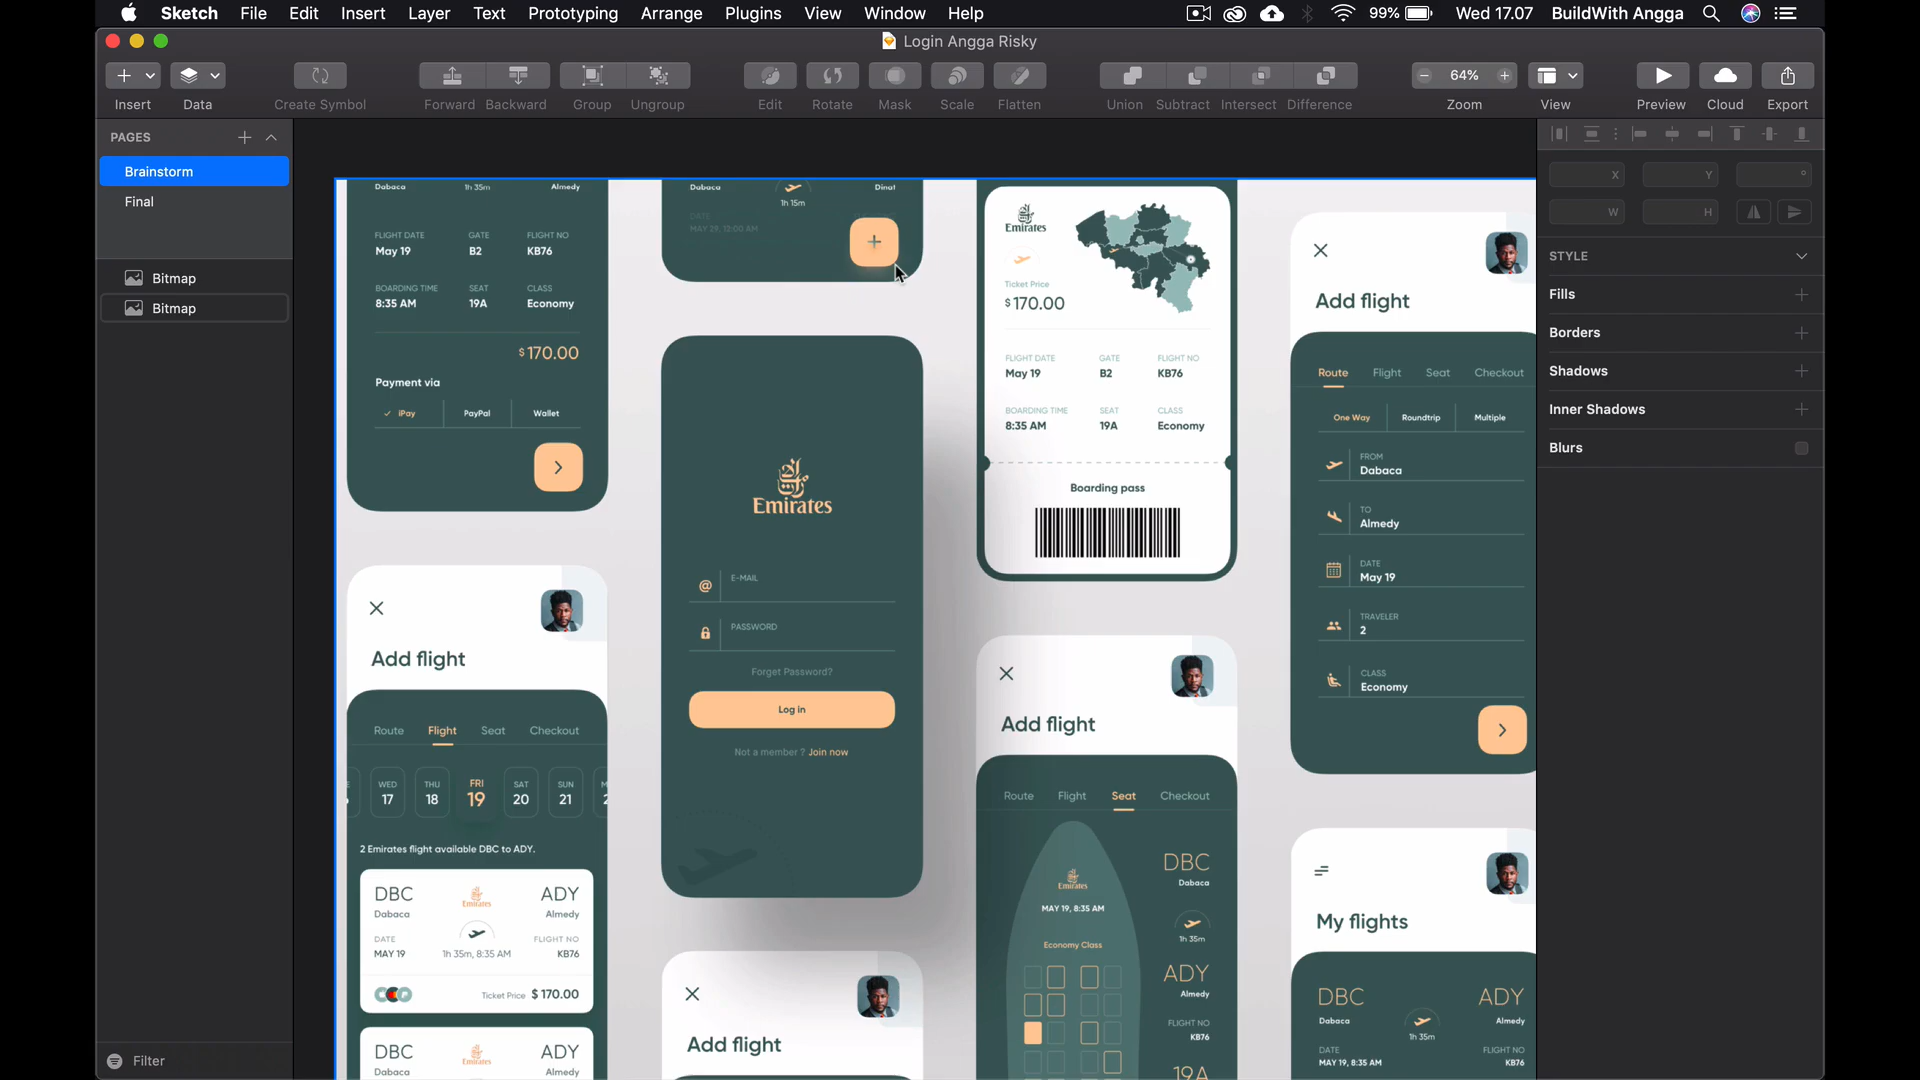 Sketch File Edit Insert Layer Text Prototyping Arrange Plugins View Window Help 99% Wed 17.07 BuildWith Angga
Login Angga Risky
64%
Insert Data Create Symbol Forward Backward Group Ungroup Edit Rotate Mask Scale Flatten Union Subtract Intersect Difference Zoom View Preview Cloud Export
PAGES
Brainstorm
Final
Bitmap
Bitmap
Filter
Dabaca 1h 35m Almedy
FLIGHT DATE GATE FLIGHT NO
May 19 B2 KB76
BOARDING TIME SEAT CLASS
8:35 AM 19A Economy
$170.00
Payment via
iPay PayPal Wallet
Add flight
Route Flight Seat Checkout
WED THU FRI SAT SUN
17 18 19 20 21
2 Emirates flight available DBC to ADY.
DBC Emirates ADY
Dabaca Almedy
DATE FLIGHT NO
MAY 19 1h 35m, 8:35 AM KB76
Ticket Price $170.00
DBC Emirates ADY
Dabaca Almedy
Dabaca Dinat
1h 15m
DATE
MAY 29, 12:00 AM
Emirates
@ E-MAIL
PASSWORD
Forget Password?
Log in
Not a member ? Join now
Add flight
Emirates
Ticket Price
$170.00
FLIGHT DATE GATE FLIGHT NO
May 19 B2 KB76
BOARDING TIME SEAT CLASS
8:35 AM 19A Economy
Boarding pass
Add flight
Route Flight Seat Checkout
Emirates
MAY 19, 8:35 AM
Economy Class
DBC
Dabaca
1h 35m
ADY
Almedy
FLIGHT NO
KB76
19A
Add flight
Route Flight Seat Checkout
One Way Roundtrip Multiple
FROM
Dabaca
TO
Almedy
DATE
May 19
TRAVELER
2
CLASS
Economy
My flights
DBC ADY
Dabaca Almedy
1h 35m
DATE FLIGHT NO
MAY 19, 8:35 AM KB76
X Y °
W H
STYLE
Fills
Borders
Shadows
Inner Shadows
Blurs